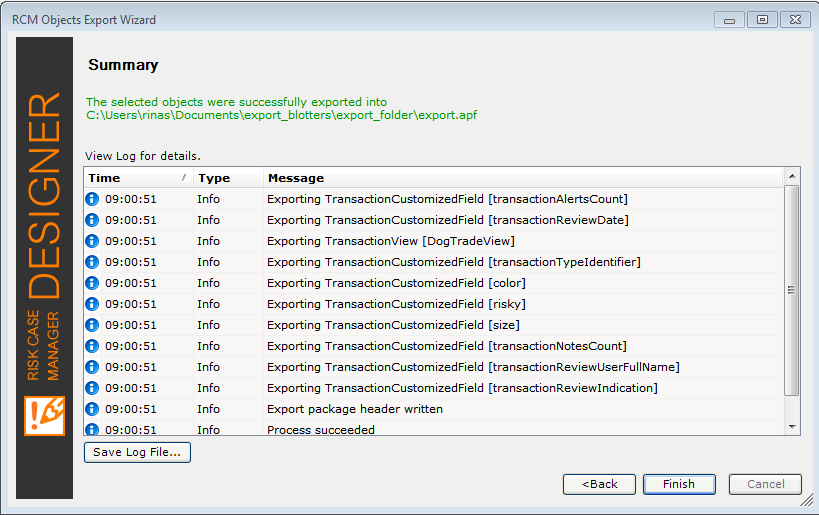 RCM Objects Export Wizard
RISK CASE
MANAGER
DESIGNER
Summary
The selected objects were successfully exported into
C:\Users\rinas\Documents\export_blotters\export_folder\export.apf
View Log for details.
Time / Type Message
09:00:51 Info Exporting TransactionCustomizedField [transactionAlertsCount]
09:00:51 Info Exporting TransactionCustomizedField [transactionReviewDate]
09:00:51 Info Exporting TransactionView [DogTradeView]
09:00:51 Info Exporting TransactionCustomizedField [transactionTypeIdentifier]
09:00:51 Info Exporting TransactionCustomizedField [color]
09:00:51 Info Exporting TransactionCustomizedField [risky]
09:00:51 Info Exporting TransactionCustomizedField [size]
09:00:51 Info Exporting TransactionCustomizedField [transactionNotesCount]
09:00:51 Info Exporting TransactionCustomizedField [transactionReviewUserFullName]
09:00:51 Info Exporting TransactionCustomizedField [transactionReviewIndication]
09:00:51 Info Export package header written
09:00:51 Info Process succeeded
Save Log File...
<Back Finish Cancel